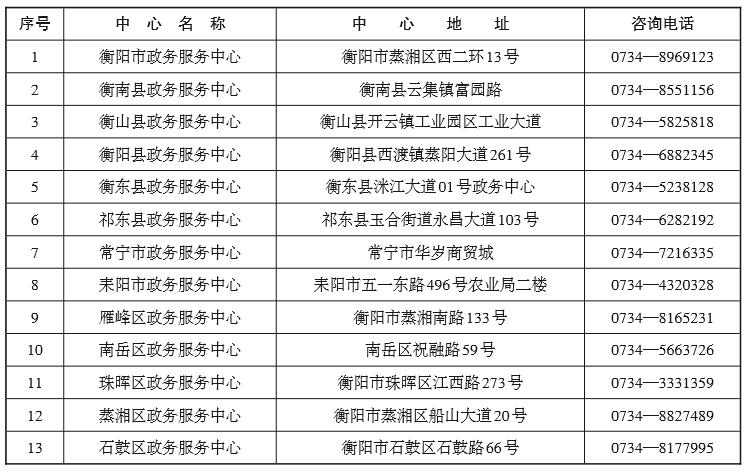 序号 中心名称 中心地址 咨询电话
1 衡阳市政务服务中心 衡阳市蒸湘区西二环13号 0734—8969123
2 衡南县政务服务中心 衡南县云集镇富园路 0734—8551156
3 衡山县政务服务中心 衡山县开云镇工业园区工业大道 0734—5825818
4 衡阳县政务服务中心 衡阳县西渡镇蒸阳大道261号 0734—6882345
5 衡东县政务服务中心 衡东县洣江大道01号政务中心 0734—5238128
6 祁东县政务服务中心 祁东县玉合街道永昌大道103号 0734—6282192
7 常宁市政务服务中心 常宁市华岁商贸城 0734—7216335
8 耒阳市政务服务中心 耒阳市五一东路496号农业局二楼 0734—4320328
9 雁峰区政务服务中心 衡阳市蒸湘南路133号 0734—8165231
10 南岳区政务服务中心 南岳区祝融路59号 0734—5663726
11 珠晖区政务服务中心 衡阳市珠晖区江西路273号 0734—3331359
12 蒸湘区政务服务中心 衡阳市蒸湘区船山大道20号 0734—8827489
13 石鼓区政务服务中心 衡阳市石鼓区石鼓路66号 0734—8177995